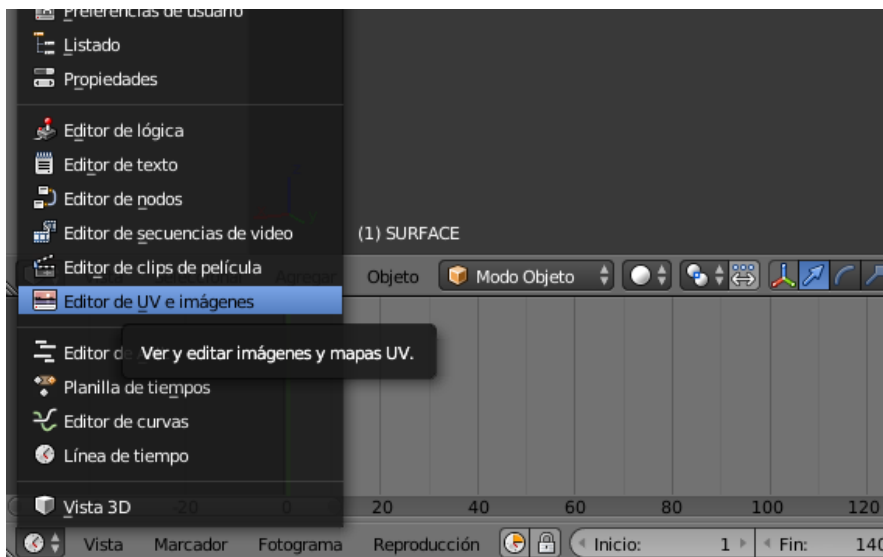 Preferencias de usuario
Listado
Propiedades
Editor de lógica
Editor de texto
Editor de nodos
Editor de secuencias de video
(1) SURFACE
Editor de clips de película
Objeto Modo Objeto
Editor de UV e imágenes
Editor de
Ver y editar imágenes y mapas UV.
Planilla de tiempos
Editor de curvas
Línea de tiempo
Vista 3D
-20 0 20 40 60 80 100 120
Vista Marcador Fotograma Reproducción Inicio: 1 Fin: 140